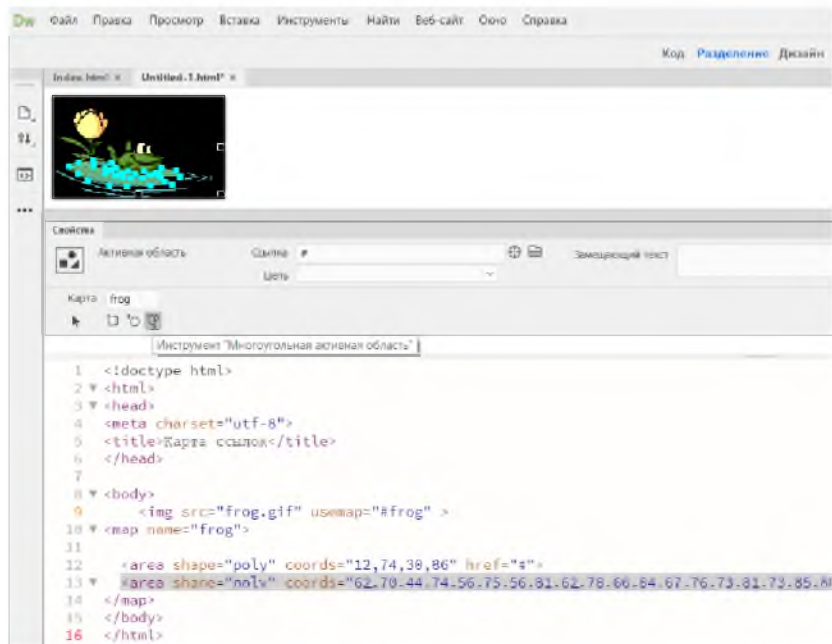 Dw Файл Правка Просмотр Вставка Инструменты Найти Веб-сайт Окно Справка
Код Разделение Дизайн
Index.html × Untitled-1.html* ×
Свойства
Активная область Ссылка #
Замещающий текст
Цель
Карта frog
Инструмент "Многоугольная активная область"
1 <!doctype html>
2 ▼ <html>
3 ▼ <head>
4 <meta charset="utf-8">
5 <title>Карта ссылок</title>
6 </head>
7
8 ▼ <body>
9 <img src="frog.gif" usemap="#frog" >
10 ▼ <map name="frog">
11
12 <area shape="poly" coords="12,74,30,86" href="#">
13 ▼ <area shape="poly" coords="62,70,44,74,56,75,56,81,62,78,66,84,67,76,73,81,73,85,
14 </map>
15 </body>
16 </html>